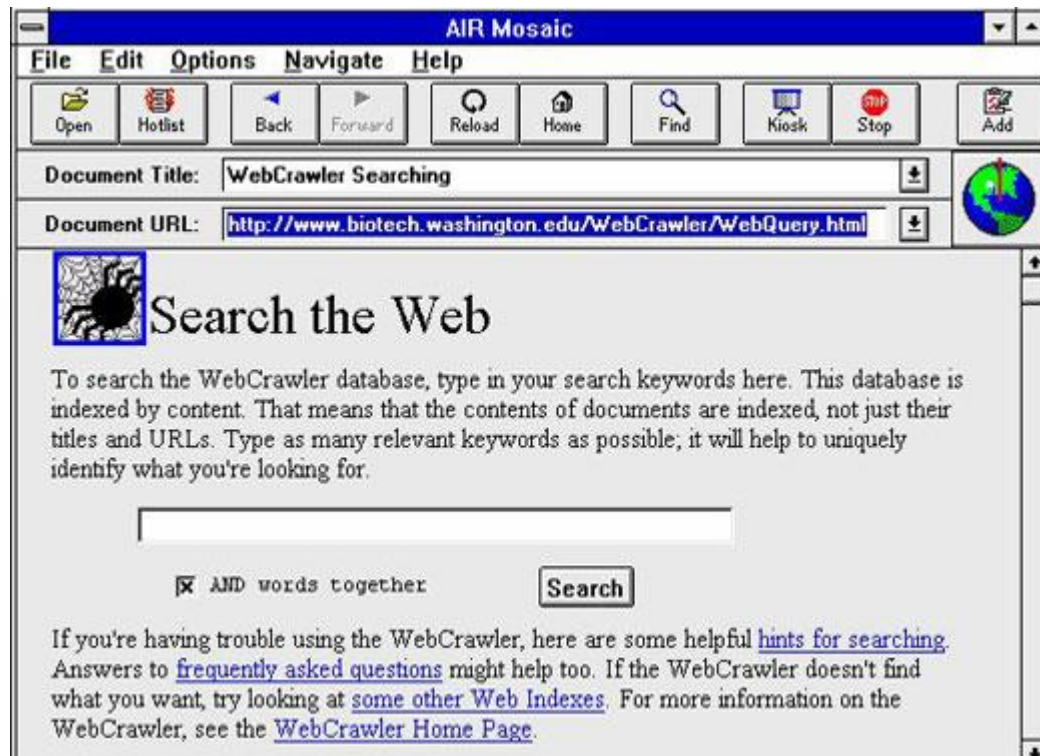 AIR Mosaic
File Edit Options Navigate Help
Open Hotlist Back Forward Reload Home Find Kiosk STOP Stop Add
Document Title: WebCrawler Searching
Document URL: http://www.biotech.washington.edu/WebCrawler/WebQuery.html
Search the Web
To search the WebCrawler database, type in your search keywords here. This database is
indexed by content. That means that the contents of documents are indexed, not just their
titles and URLs. Type as many relevant keywords as possible; it will help to uniquely
identify what you're looking for.
AND words together Search
If you're having trouble using the WebCrawler, here are some helpful hints for searching.
Answers to frequently asked questions might help too. If the WebCrawler doesn't find
what you want, try looking at some other Web Indexes. For more information on the
WebCrawler, see the WebCrawler Home Page.